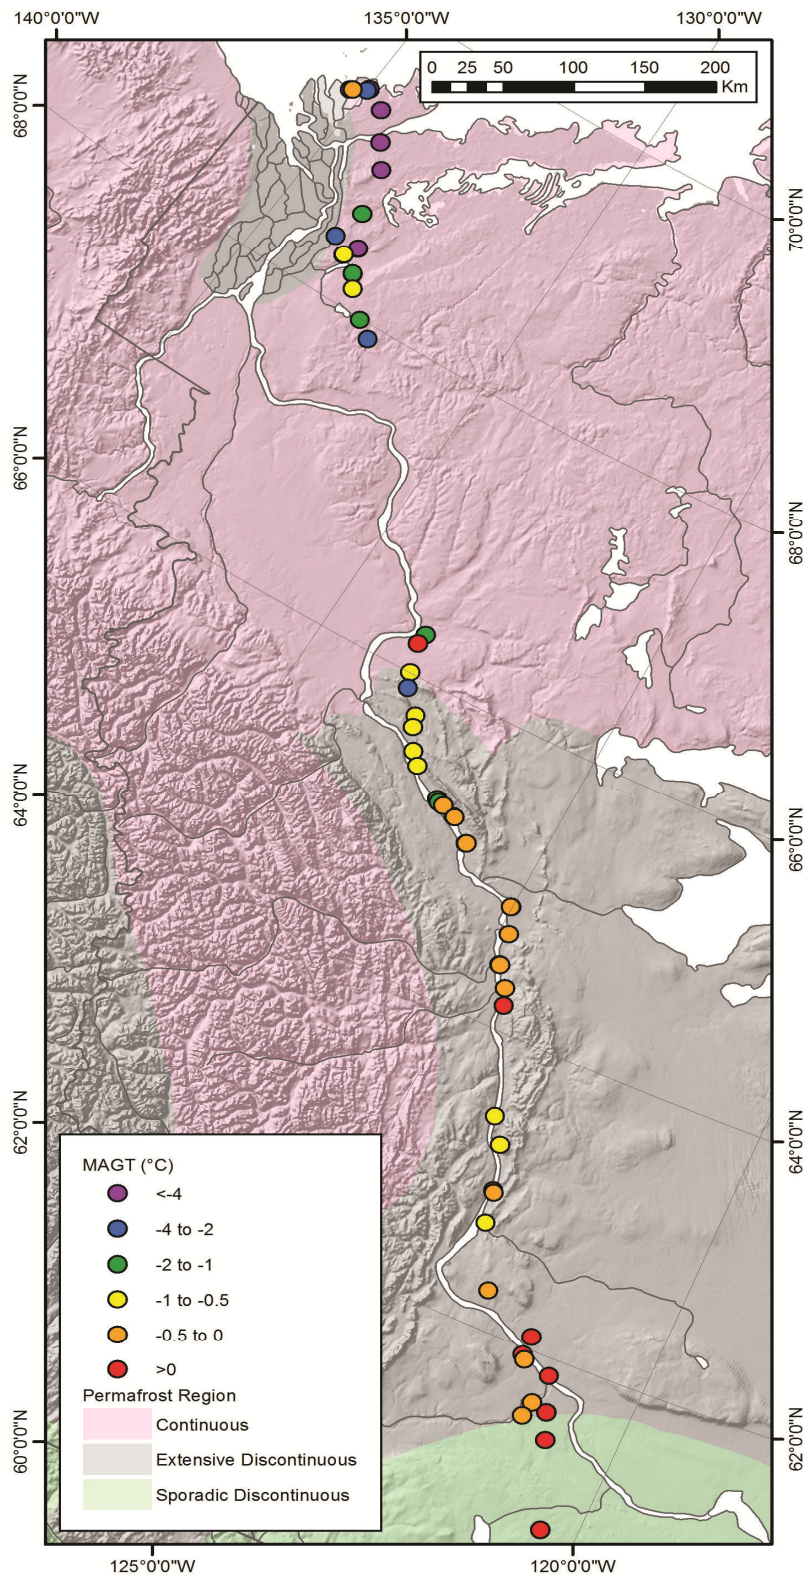 140°0'0"W 135°0'0"W 130°0'0"W
0 25 50 100 150 200
Km
68°0'0"N
70°0'0"N
66°0'0"N
68°0'0"N
64°0'0"N
66°0'0"N
62°0'0"N
64°0'0"N
60°0'0"N
62°0'0"N
MAGT (°C)
<-4
-4 to -2
-2 to -1
-1 to -0.5
-0.5 to 0
>0
Permafrost Region
Continuous
Extensive Discontinuous
Sporadic Discontinuous
125°0'0"W 120°0'0"W